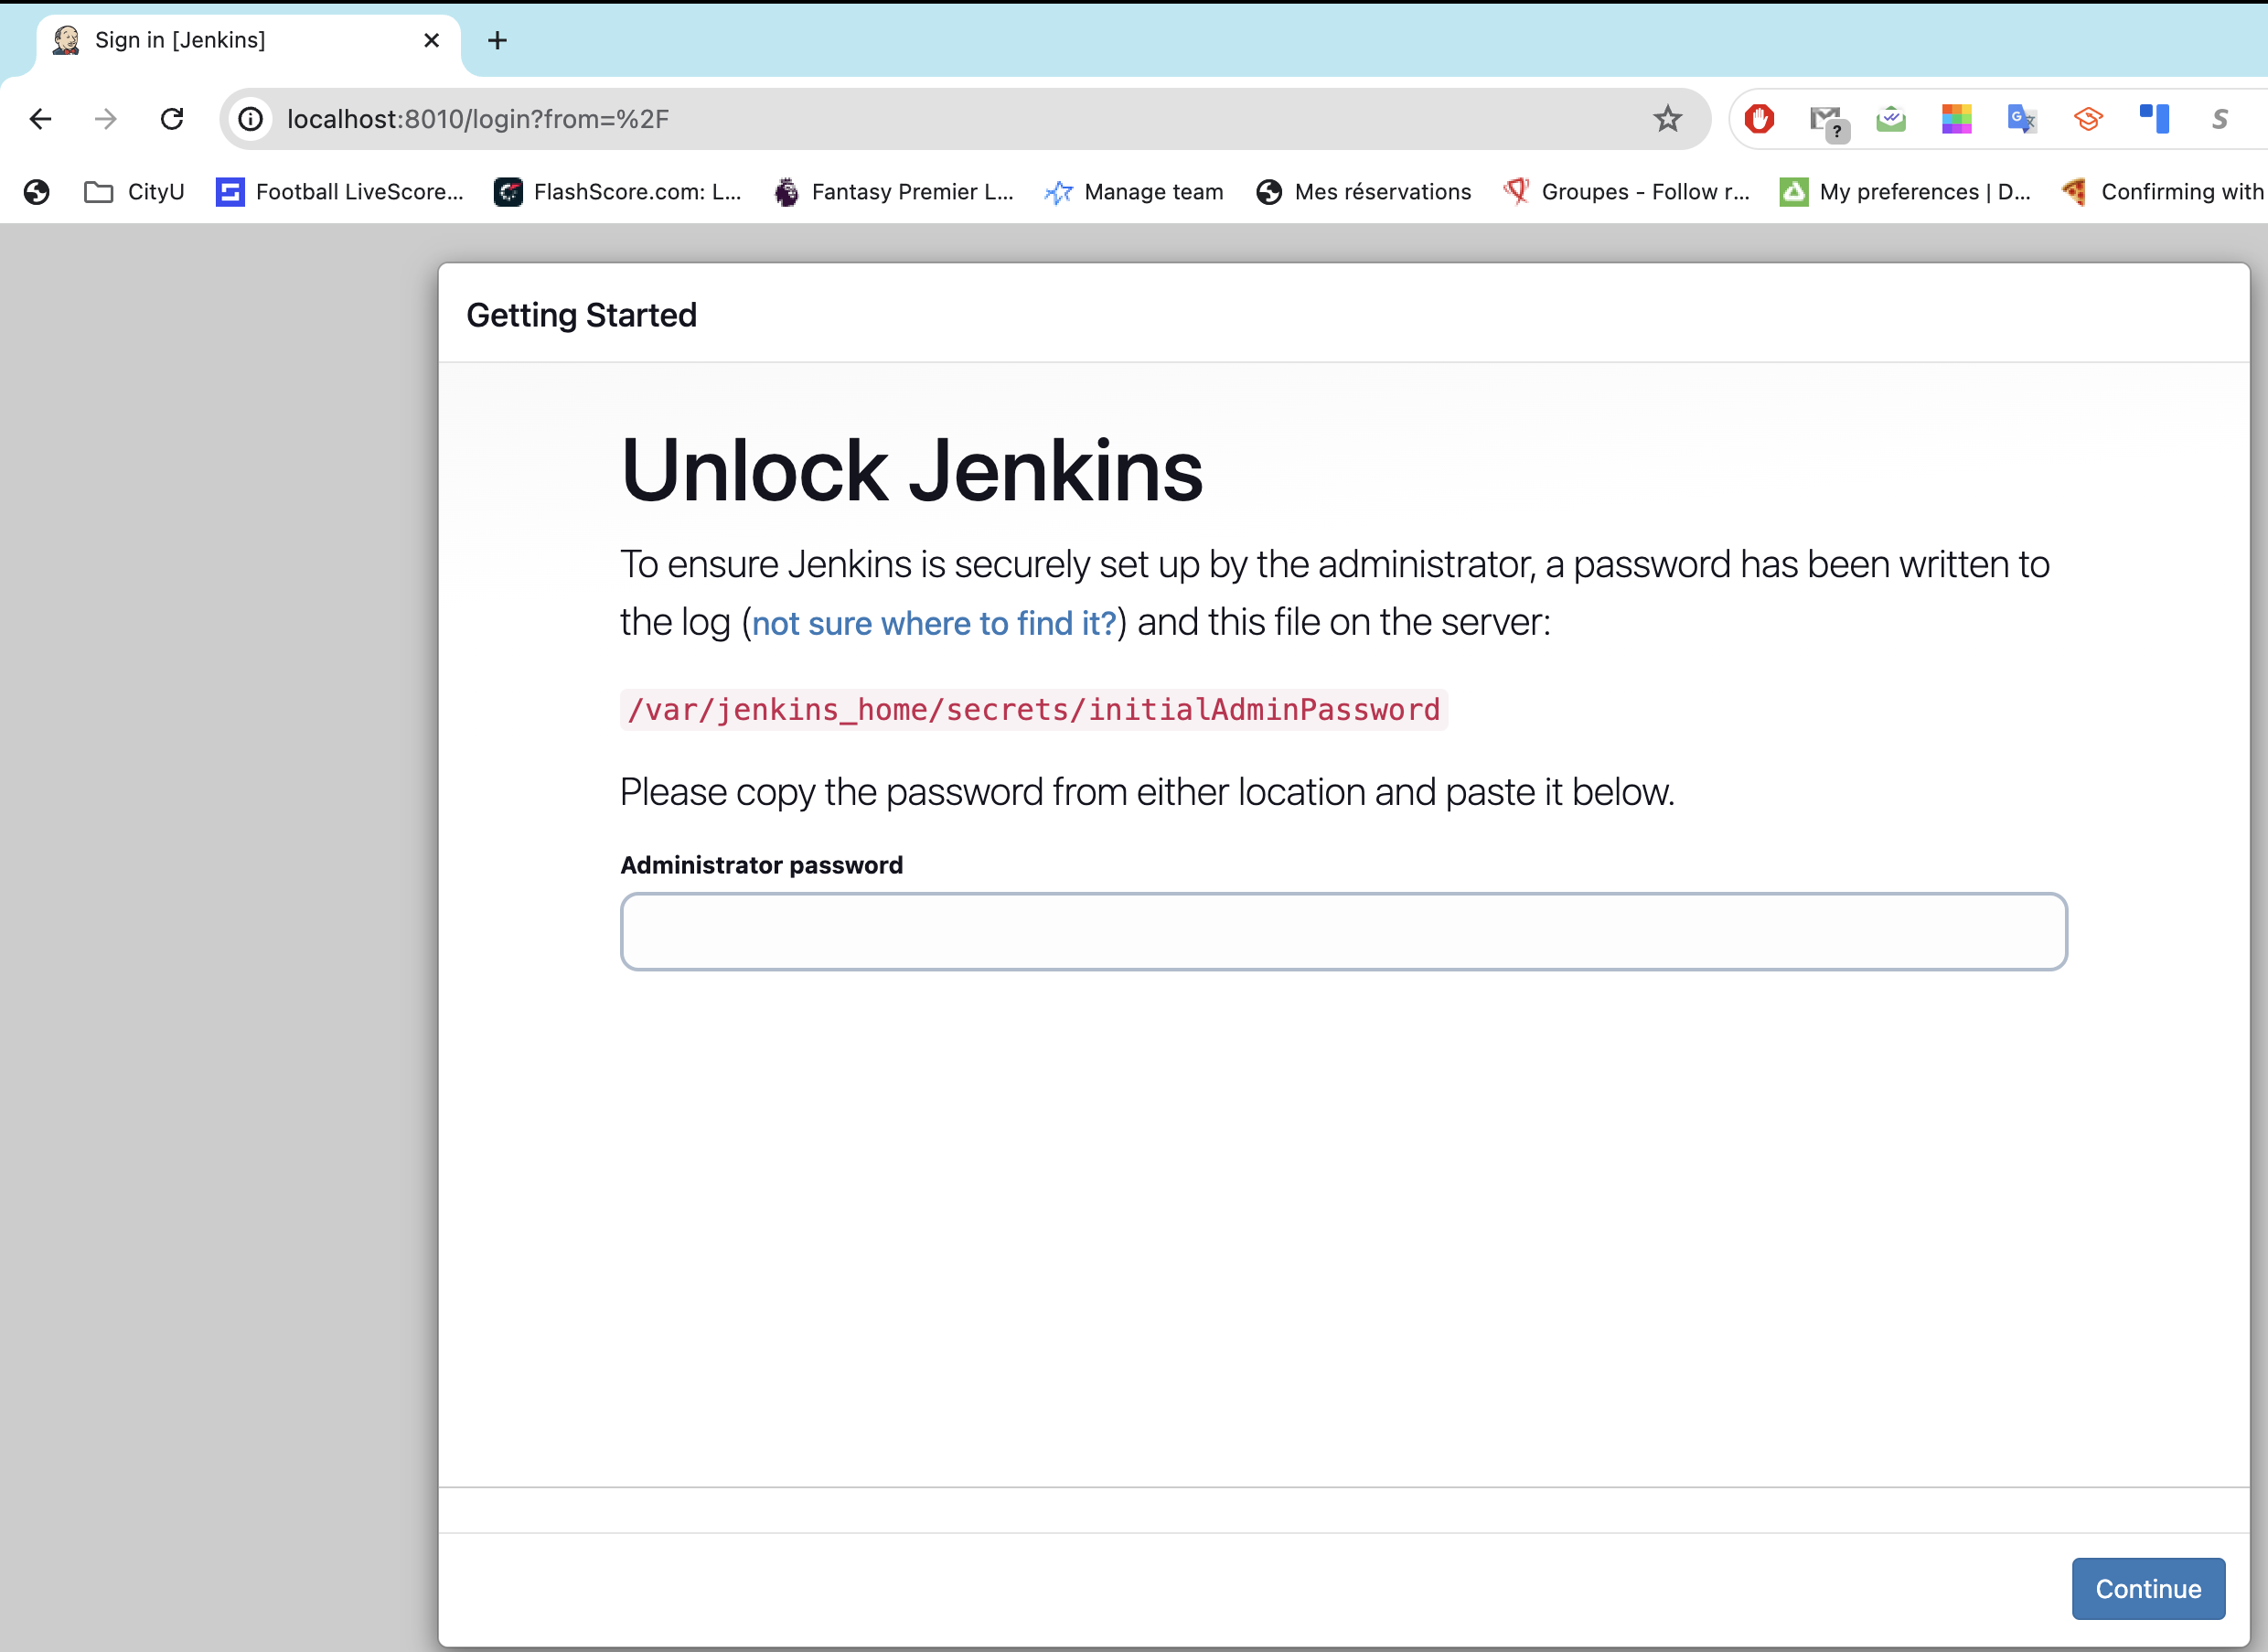 Sign in [Jenkins]
localhost:8010/login?from=%2F
?
S
CityU
Football LiveScore...
FlashScore.com: L...
Fantasy Premier L...
Manage team
Mes réservations
Groupes - Follow r...
My preferences | D...
Confirming with
Getting Started
Unlock Jenkins
To ensure Jenkins is securely set up by the administrator, a password has been written to
the log (not sure where to find it?) and this file on the server:
/var/jenkins_home/secrets/initialAdminPassword
Please copy the password from either location and paste it below.
Administrator password
Continue